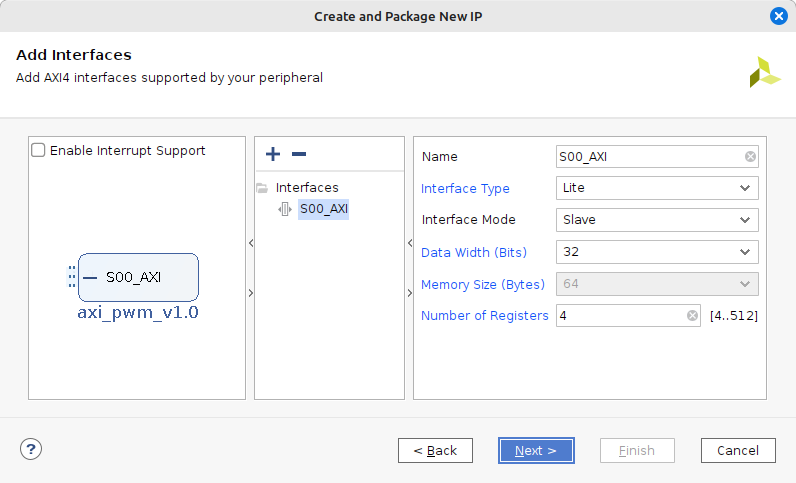 Create and Package New IP
Add Interfaces
Add AXI4 interfaces supported by your peripheral
Enable Interrupt Support
S00_AXI
axi_pwm_v1.0
Interfaces
S00_AXI
Name S00_AXI
Interface Type Lite
Interface Mode Slave
Data Width (Bits) 32
Memory Size (Bytes) 64
Number of Registers 4 [4..512]
? < Back Next > Finish Cancel